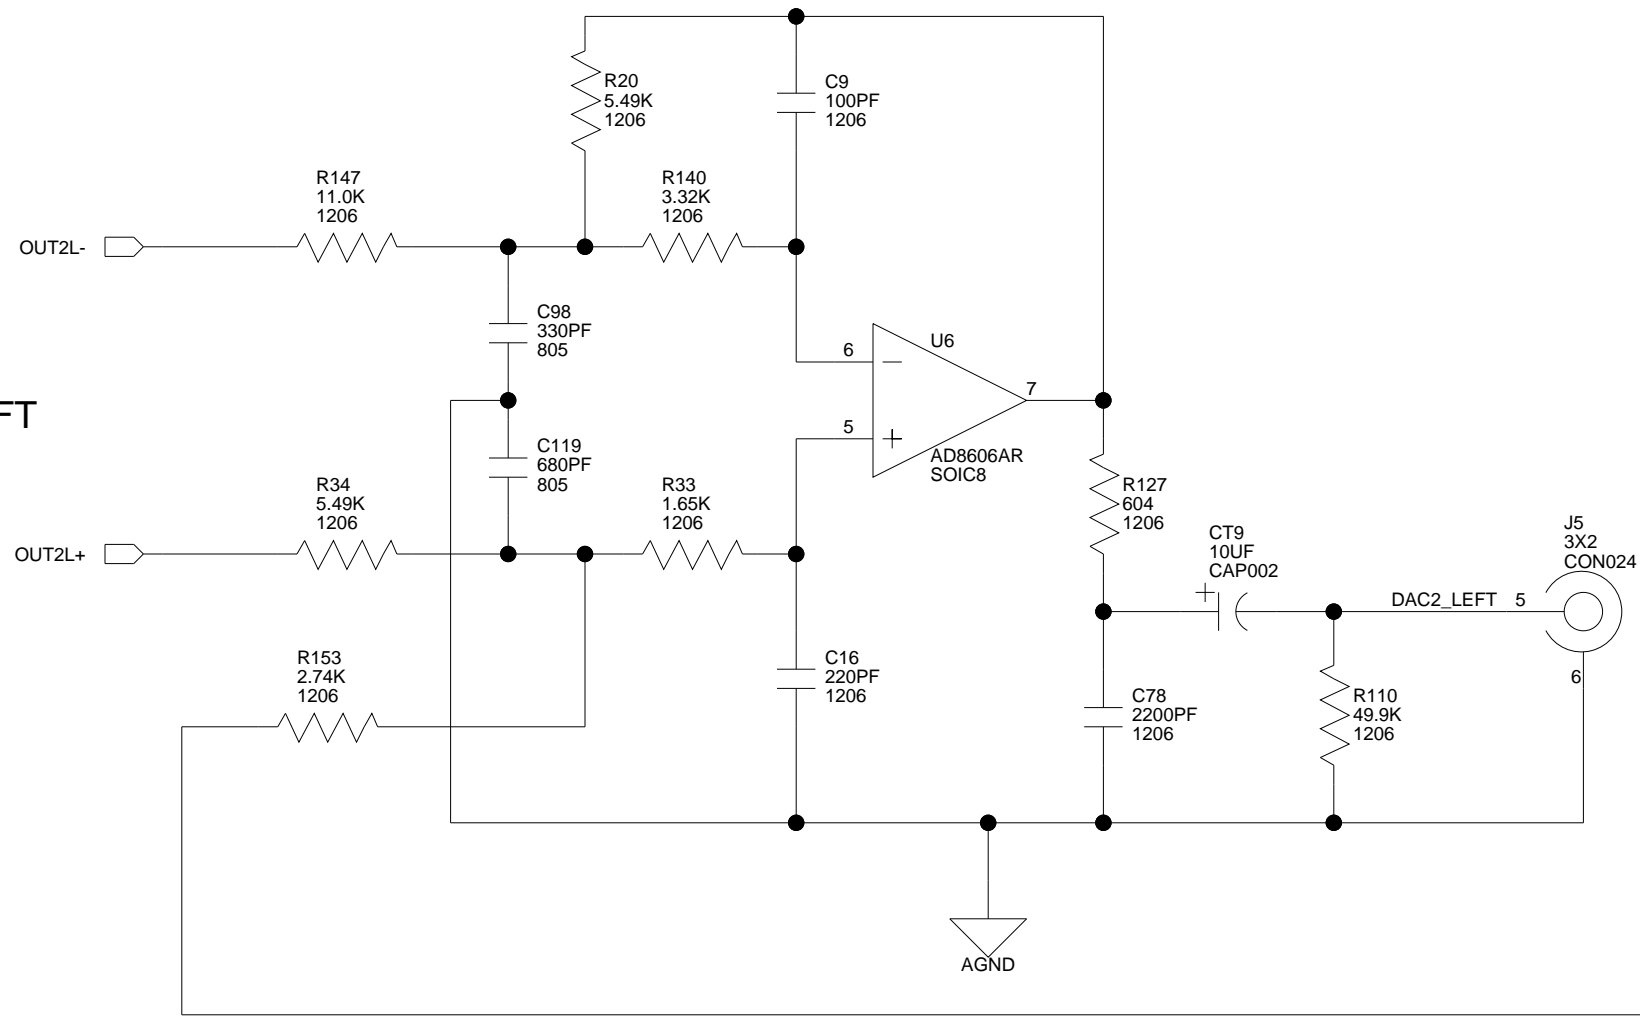 R20
5.49K
1206
C9
100PF
1206
R147
11.0K
1206
R140
3.32K
1206
OUT2L-
C98
330PF
805
U6
6
7
FT
5
C119
680PF
805
AD8606AR
SOIC8
R34
5.49K
1206
R33
1.65K
1206
R127
604
1206
J5
3X2
CON024
CT9
10UF
CAP002
OUT2L+
+
DAC2_LEFT 5
R153
2.74K
1206
C16
220PF
1206
6
C78
2200PF
1206
R110
49.9K
1206
AGND